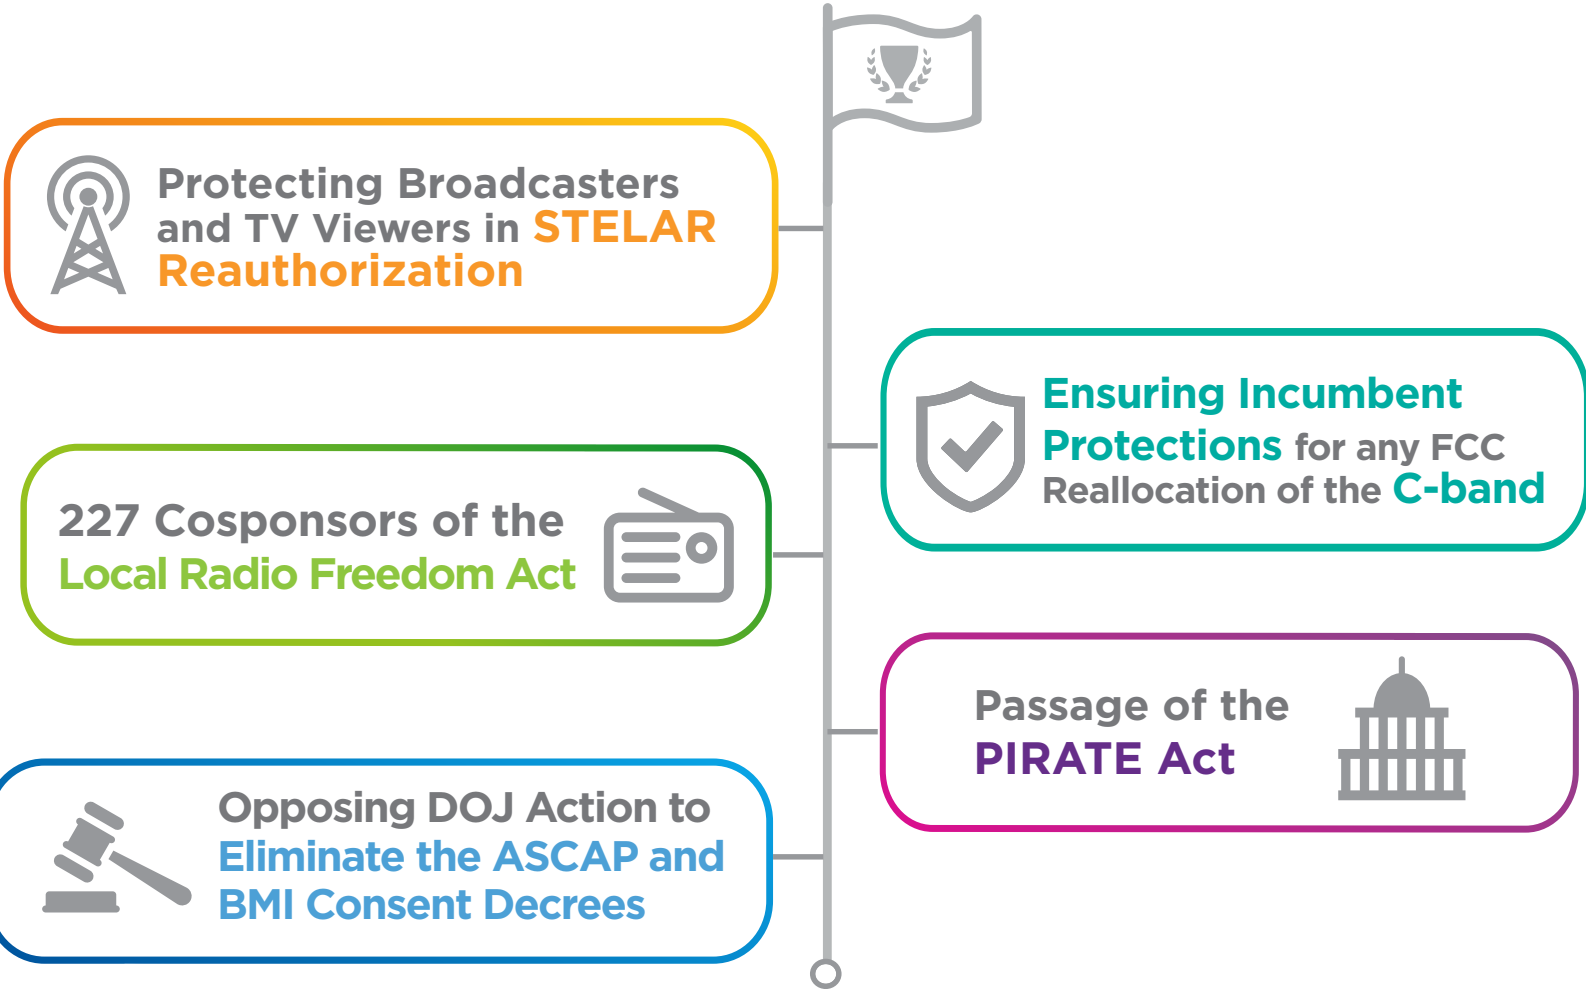 Protecting Broadcasters
and TV Viewers in STELAR
Reauthorization
Ensuring Incumbent
Protections for any FCC
Reallocation of the C-band
227 Cosponsors of the
Local Radio Freedom Act
Passage of the
PIRATE Act
Opposing DOJ Action to
Eliminate the ASCAP and
BMI Consent Decrees